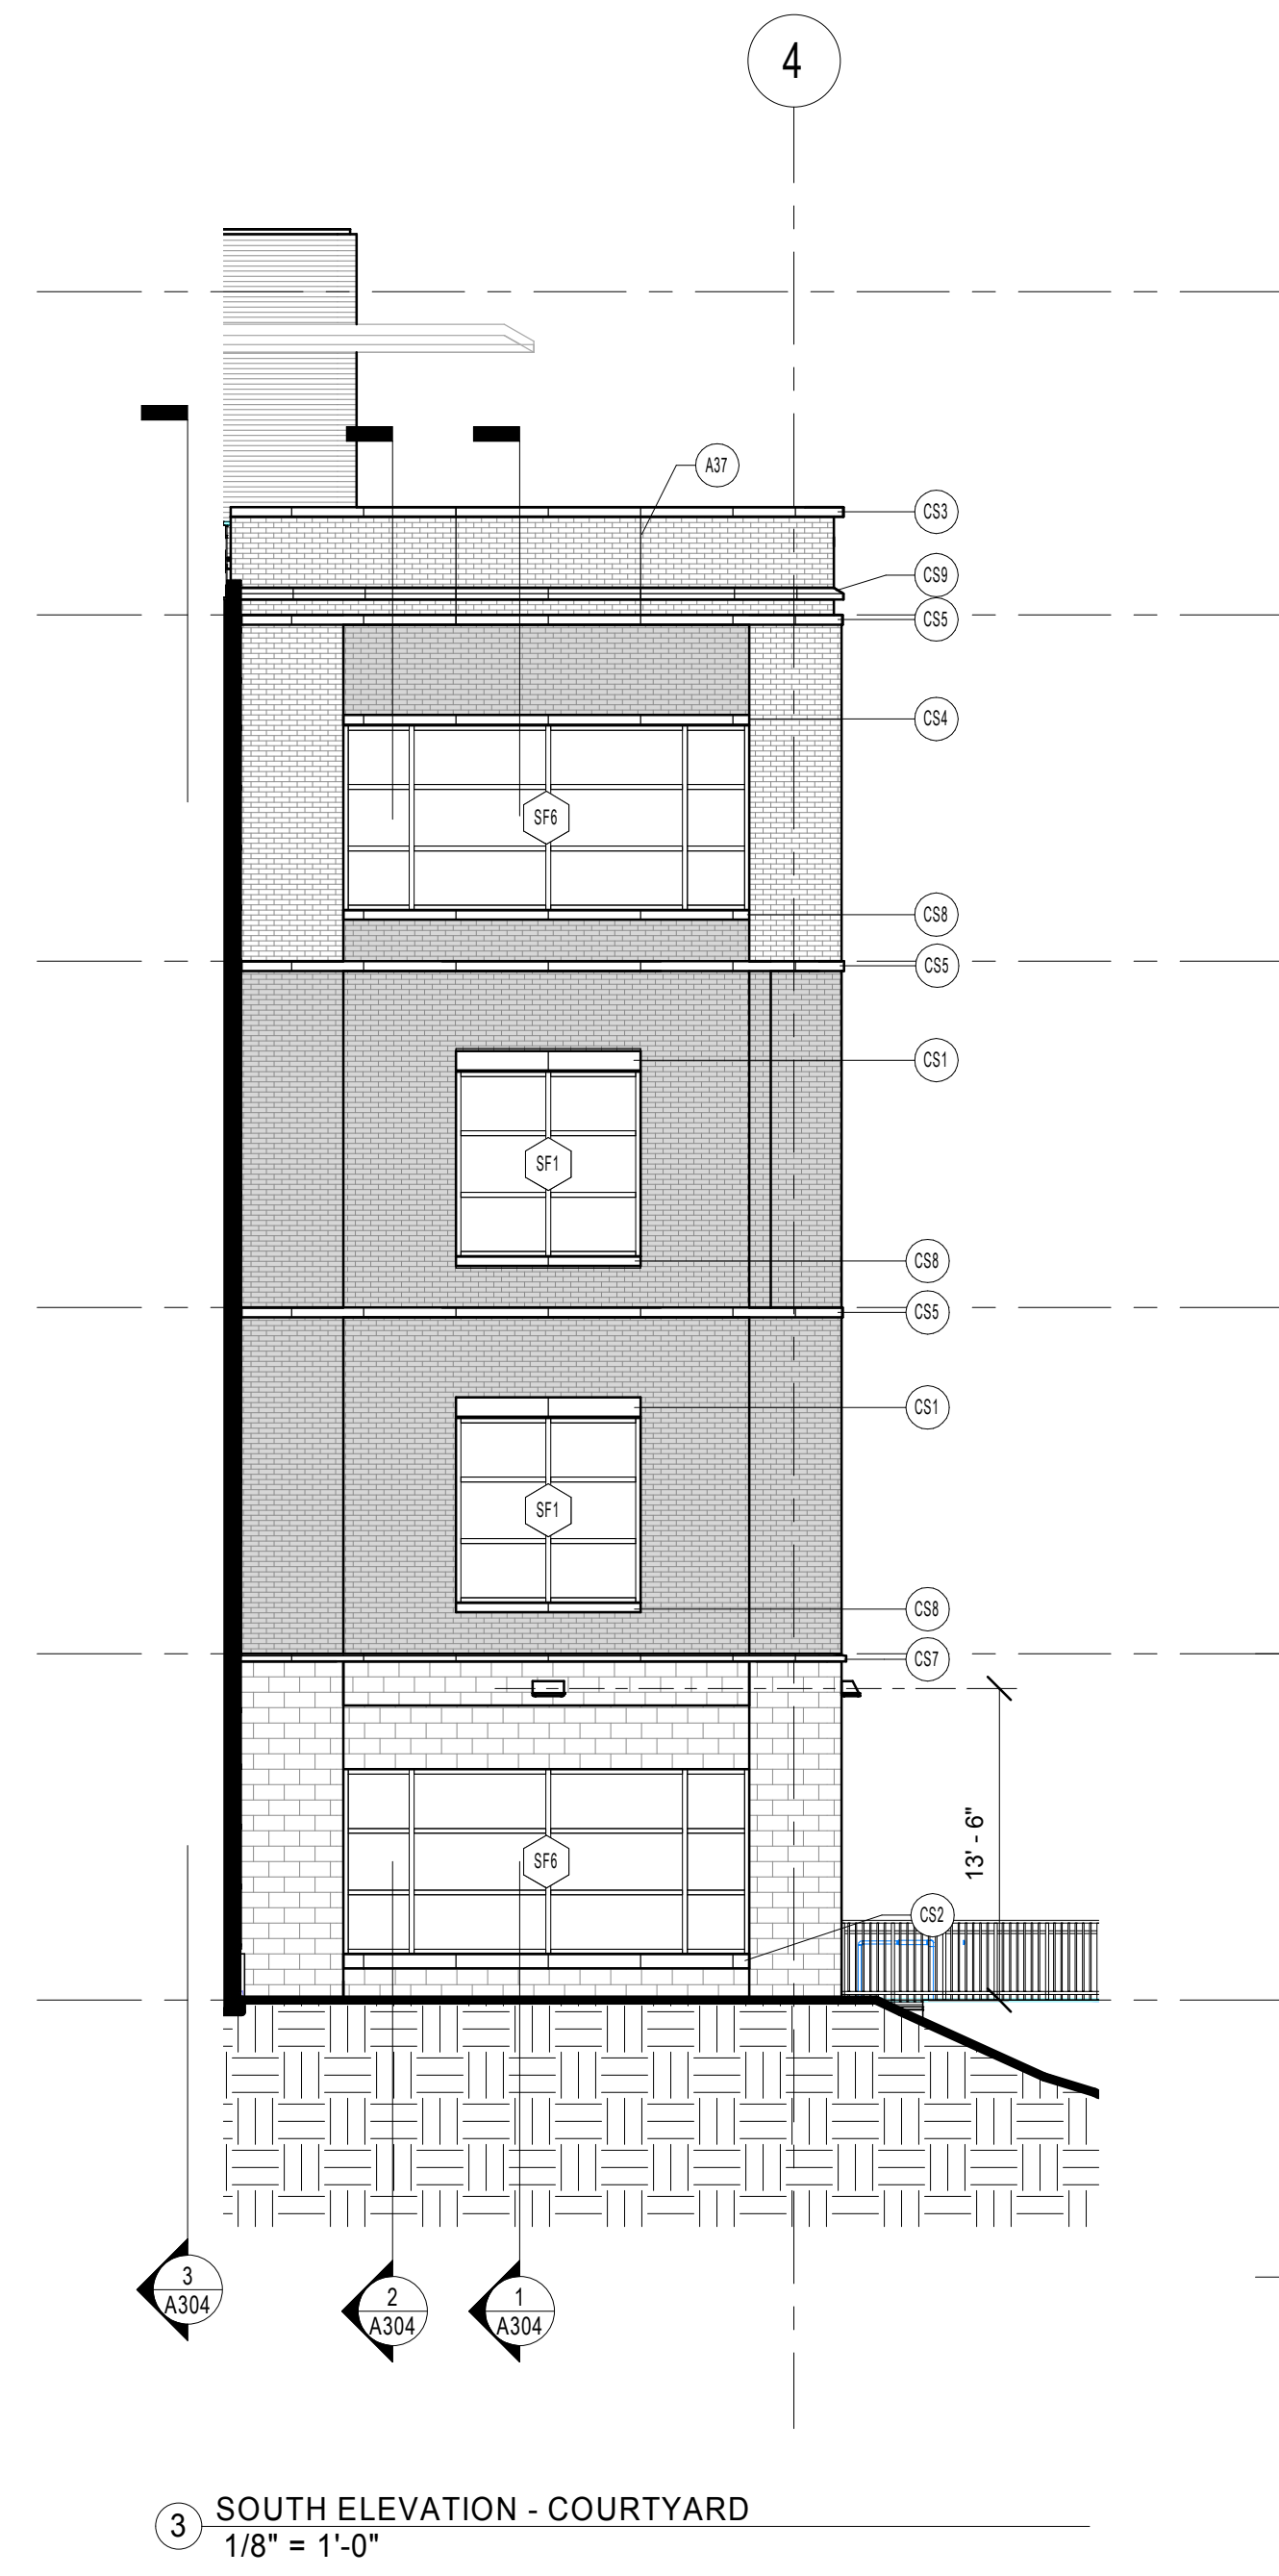 4
A37
CS3
CS9
CS5
CS4
SF6
CS8
CS5
CS1
SF1
CS8
CS5
CS1
SF1
CS8
CS7
13' - 6"
SF6
CS2
3
A304
2
A304
1
A304
3
SOUTH ELEVATION - COURTYARD
1/8" = 1'-0"